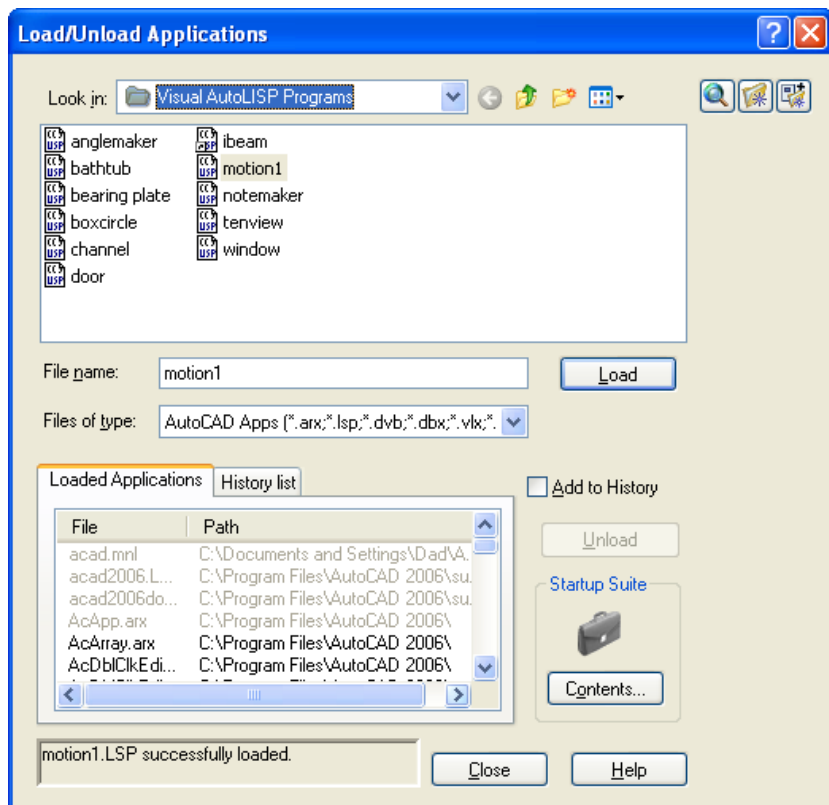 Load/Unload Applications
Look in: Visual AutoLISP Programs
anglemaker ibeam
bathtub motion1
bearing plate notemaker
boxcircle tenview
channel window
door
File name: motion1 Load
Files of type: AutoCAD Apps (*.arx;*.lsp;*.dvb;*.dbx;*.vlx;*.
Loaded Applications History list Add to History
File Path
acad.mnl C:\Documents and Settings\Dad\A.
Unload
acad2006.L... C:\Program Files\AutoCAD 2006\su.
acad2006do... C:\Program Files\AutoCAD 2006\su.
Startup Suite
AcApp.arx C:\Program Files\AutoCAD 2006\
AcArray.arx C:\Program Files\AutoCAD 2006\
AcDblClkEdi... C:\Program Files\AutoCAD 2006\
Contents...
motion1.LSP successfully loaded.
Close Help